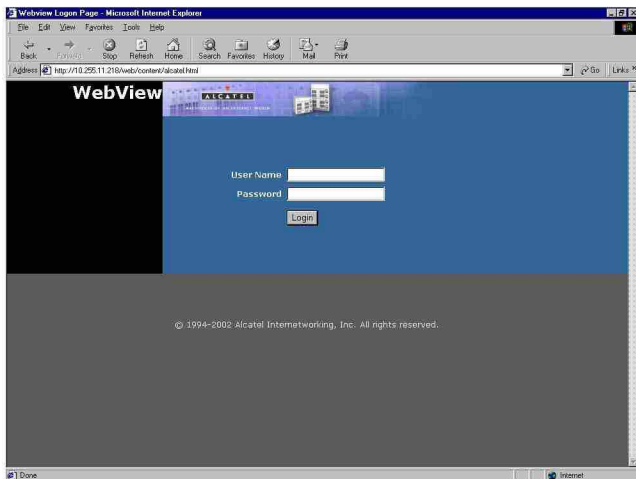 Webview Logon Page - Microsoft Internet Explorer
File Edit View Favorites Tools Help
Back Forward Stop Refresh Home Search Favorites History Mail Print
Address http://10.255.11.218/web/content/alcatel.html Go Links
WebView
ALCATEL
User Name
Password
Login
© 1994-2002 Alcatel Internetworking, Inc. All rights reserved.
Done Internet